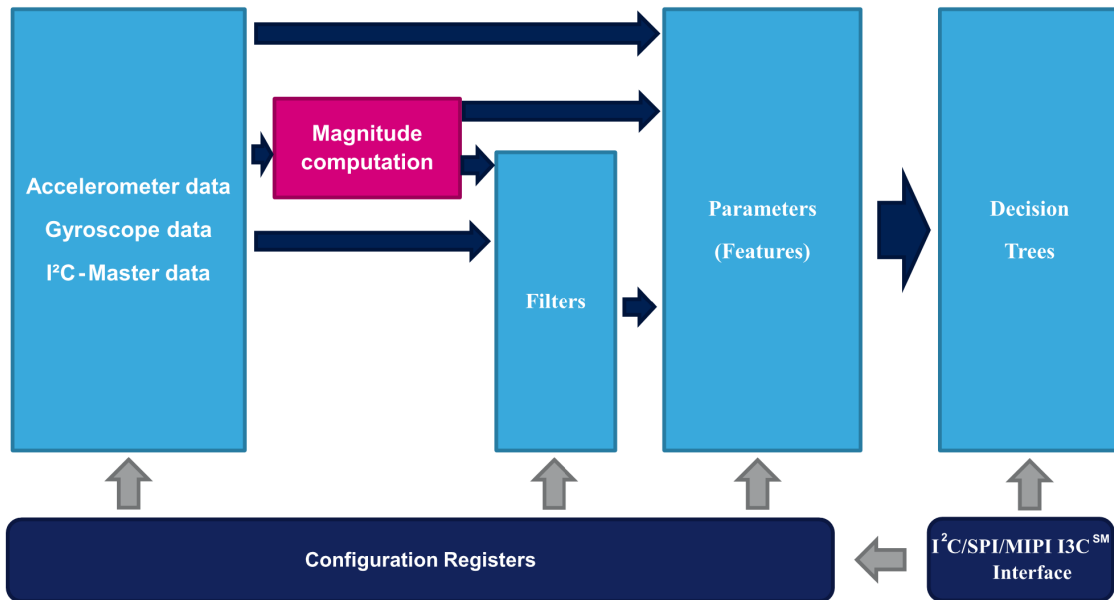 Accelerometer data
Gyroscope data
I²C-Master data
Magnitude
computation
Filters
Parameters
(Features)
Decision
Trees
Configuration Registers
I²C/SPI/MIPI I3C℠
Interface